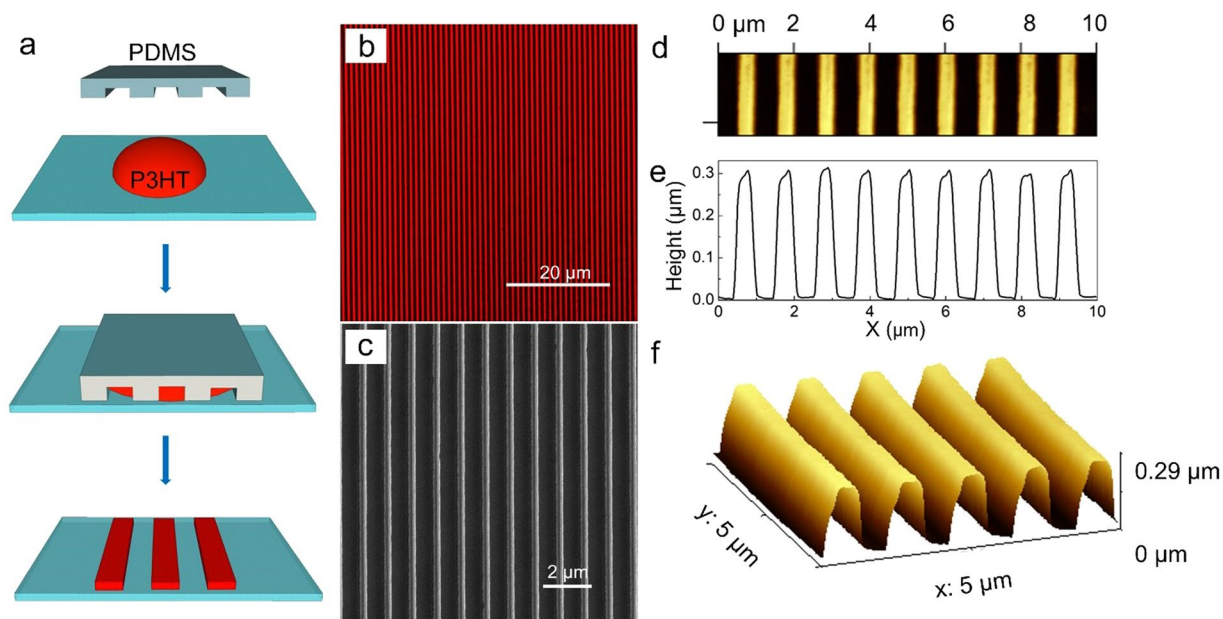 a
PDMS
P3HT
b
20 µm
c
2 µm
d
0 µm 2 4 6 8 10
e
Height (µm)
0.3
0.2
0.1
0.0
0 2 4 6 8 10
X (µm)
f
0.29 µm
0 µm
y: 5 µm
x: 5 µm